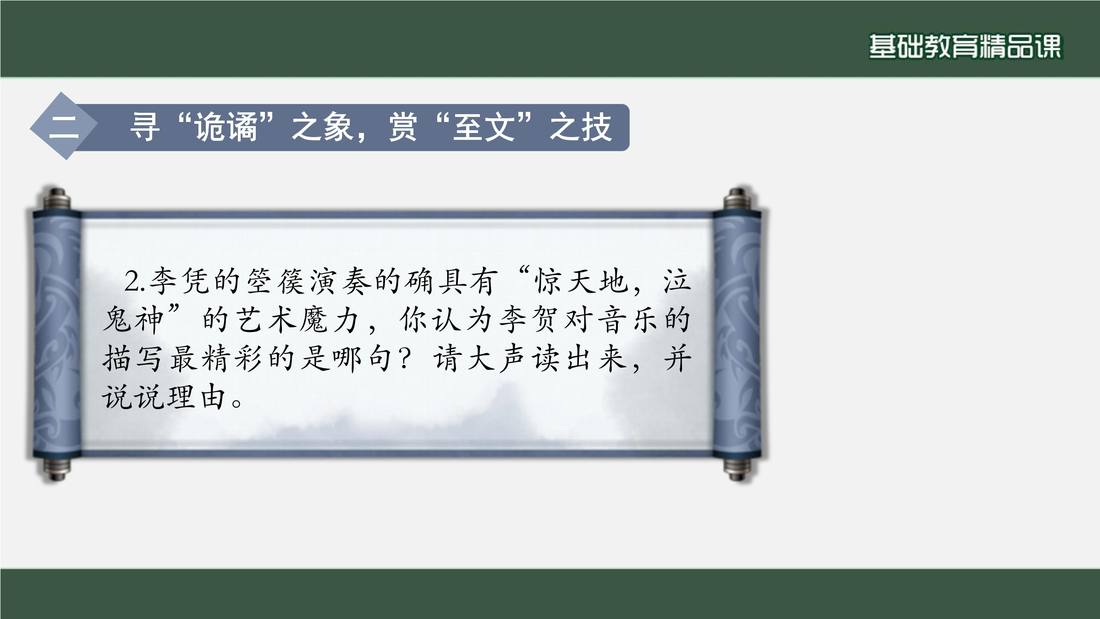 基础教育精品课
二 寻“诡谲”之象，赏“至文”之技
2.李凭的箜篌演奏的确具有“惊天地，泣
鬼神”的艺术魔力，你认为李贺对音乐的
描写最精彩的是哪句？请大声读出来，并
说说理由。